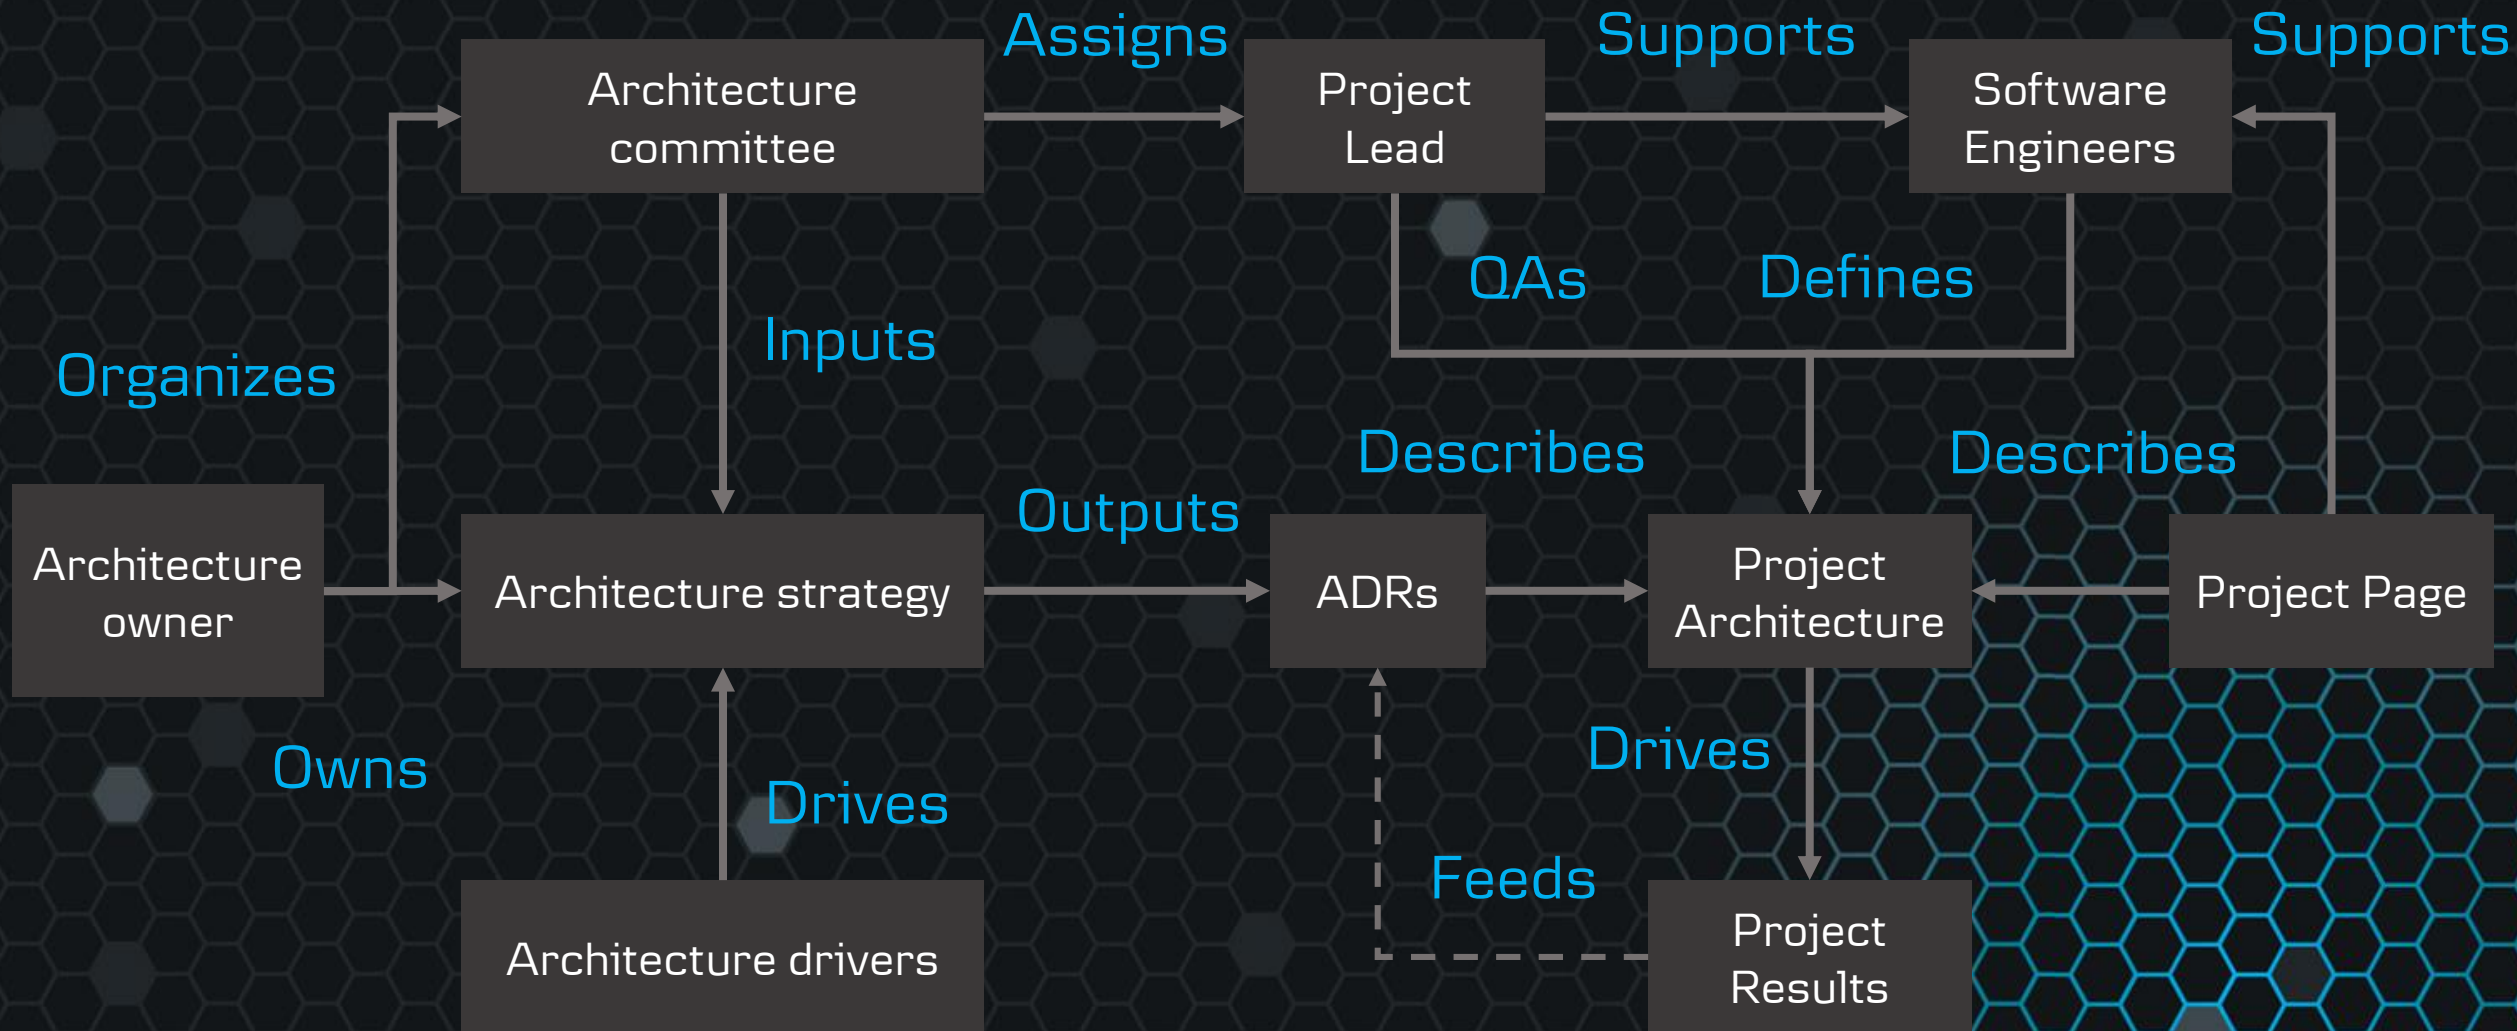 Assigns
Supports
Supports
Architecture
committee
Project
Lead
Software
Engineers
QAs
Defines
Inputs
Organizes
Describes
Describes
Outputs
Architecture
owner
Architecture strategy
ADRs
Project
Architecture
Project Page
Owns
Drives
Drives
Feeds
Architecture drivers
Project
Results